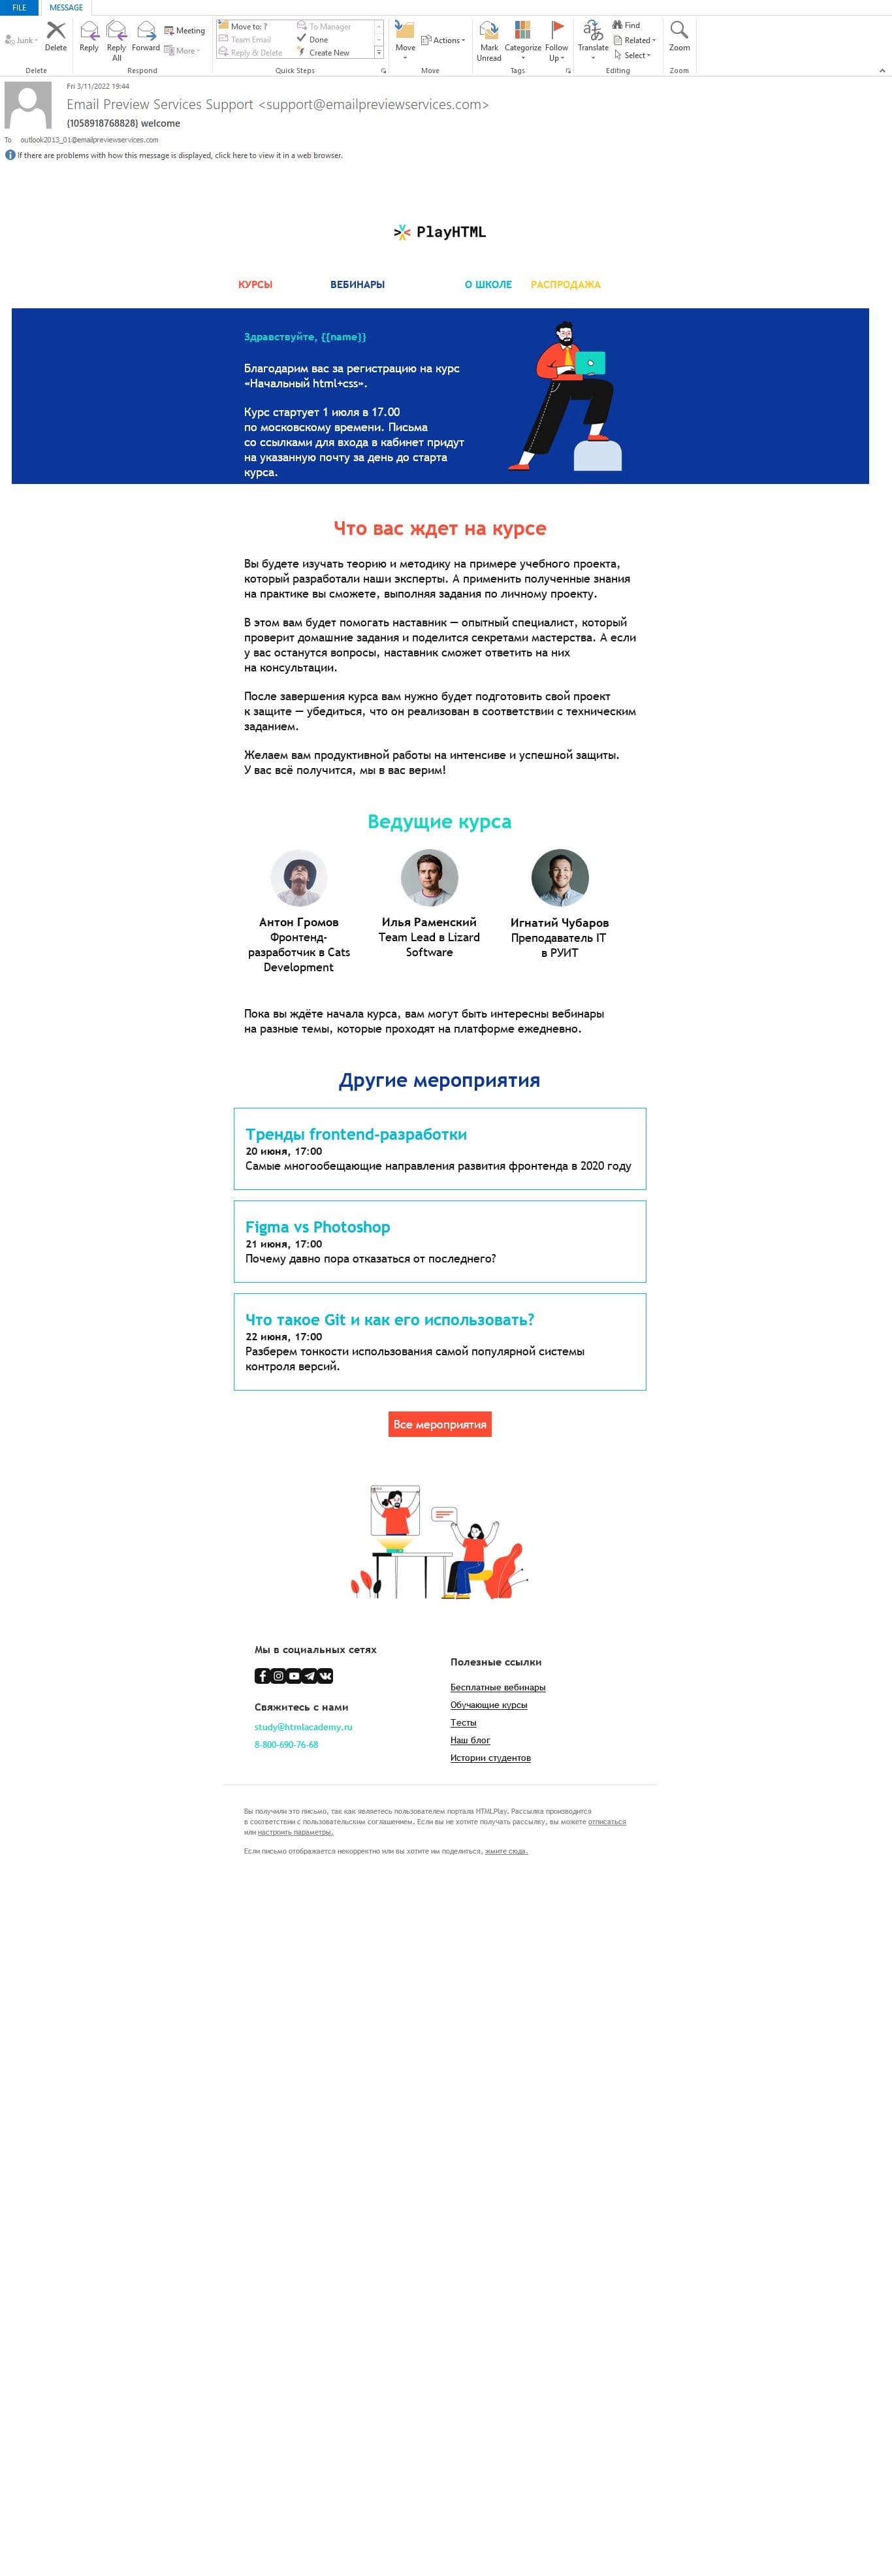 FILE
MESSAGE
Junk
Delete
Reply
Reply All
Forward
Meeting
More
Move to: ?
Team Email
Reply & Delete
To Manager
Done
Create New
Move
Actions
Mark Unread
Categorize
Follow Up
Translate
Find
Related
Select
Zoom
Delete
Respond
Quick Steps
Move
Tags
Editing
Zoom
Fri 3/11/2022 19:44
Email Preview Services Support <support@emailpreviewservices.com>
(1058918768828) welcome
To outlook2013_01@emailpreviewservices.com
If there are problems with how this message is displayed, click here to view it in a web browser.
PlayHTML
КУРСЫ ВЕБИНАРЫ О ШКОЛЕ РАСПРОДАЖА
Здравствуйте, {{name}}
Благодарим вас за регистрацию на курс
«Начальный html+css».
Курс стартует 1 июля в 17.00
по московскому времени. Письма
со ссылками для входа в кабинет придут
на указанную почту за день до старта
курса.
Что вас ждет на курсе
Вы будете изучать теорию и методику на примере учебного проекта,
который разработали наши эксперты. А применить полученные знания
на практике вы сможете, выполняя задания по личному проекту.
В этом вам будет помогать наставник — опытный специалист, который
проверит домашние задания и поделится секретами мастерства. А если
у вас останутся вопросы, наставник сможет ответить на них
на консультации.
После завершения курса вам нужно будет подготовить свой проект
к защите — убедиться, что он реализован в соответствии с техническим
заданием.
Желаем вам продуктивной работы на интенсиве и успешной защиты.
У вас всё получится, мы в вас верим!
Ведущие курса
Антон Громов
Фронтенд-
разработчик в Cats
Development
Илья Раменский
Team Lead в Lizard
Software
Игнатий Чубаров
Преподаватель IT
в РУИТ
Пока вы ждёте начала курса, вам могут быть интересны вебинары
на разные темы, которые проходят на платформе ежедневно.
Другие мероприятия
Тренды frontend-разработки
20 июня, 17:00
Самые многообещающие направления развития фронтенда в 2020 году
Figma vs Photoshop
21 июня, 17:00
Почему давно пора отказаться от последнего?
Что такое Git и как его использовать?
22 июня, 17:00
Разберем тонкости использования самой популярной системы
контроля версий.
Все мероприятия
Мы в социальных сетях
Свяжитесь с нами
study@htmlacademy.ru
8-800-690-76-68
Полезные ссылки
Бесплатные вебинары
Обучающие курсы
Тесты
Наш блог
Истории студентов
Вы получили это письмо, так как являетесь пользователем портала HTMLPlay. Рассылка производится
в соответствии с пользовательским соглашением. Если вы не хотите получать рассылку, вы можете отписаться
или настроить параметры.
Если письмо отображается некорректно или вы хотите им поделиться, жмите сюда.